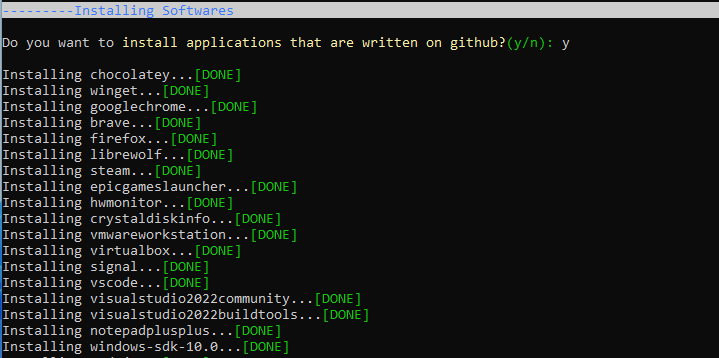 ---------Installing Softwares
Do you want to install applications that are written on github?(y/n): y
Installing chocolatey...[DONE]
Installing winget...[DONE]
Installing googlechrome...[DONE]
Installing brave...[DONE]
Installing firefox...[DONE]
Installing librewolf...[DONE]
Installing steam...[DONE]
Installing epicgameslauncher...[DONE]
Installing hwmonitor...[DONE]
Installing crystaldiskinfo...[DONE]
Installing vmwareworkstation...[DONE]
Installing virtualbox...[DONE]
Installing signal...[DONE]
Installing vscode...[DONE]
Installing visualstudio2022community...[DONE]
Installing visualstudio2022buildtools...[DONE]
Installing notepadplusplus...[DONE]
Installing windows-sdk-10.0...[DONE]